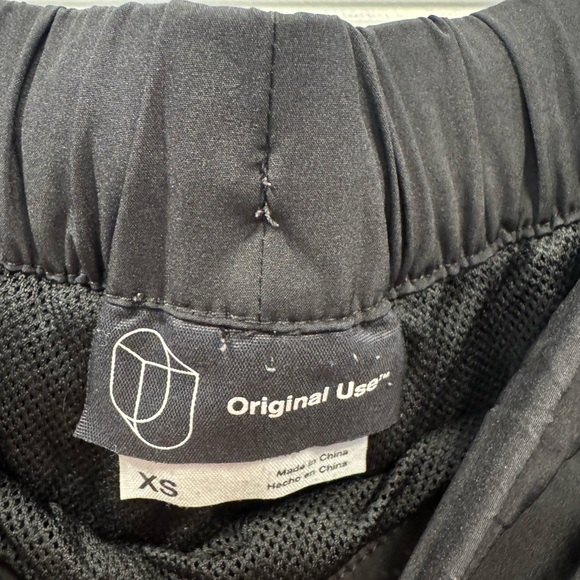 Original Use™
XS
Made in China
Hecho en China